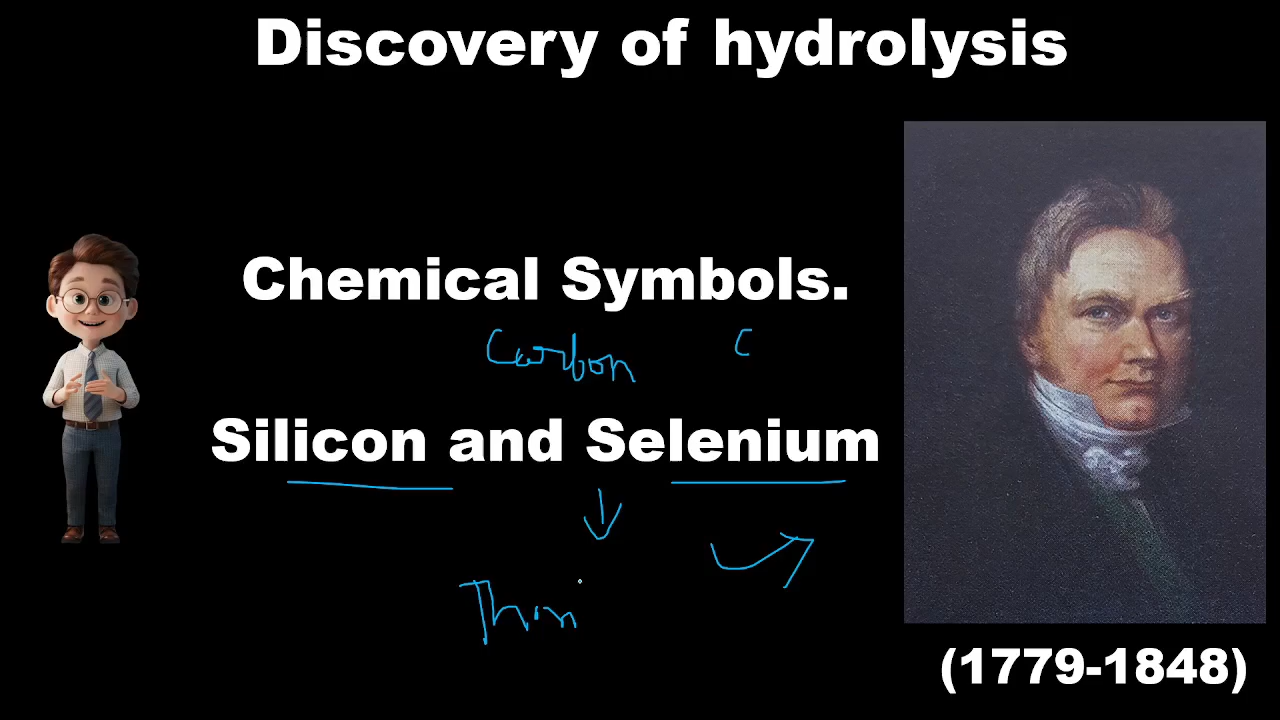 Discovery of hydrolysis
Chemical Symbols.
Carbon C
Silicon and Selenium
(1779-1848)